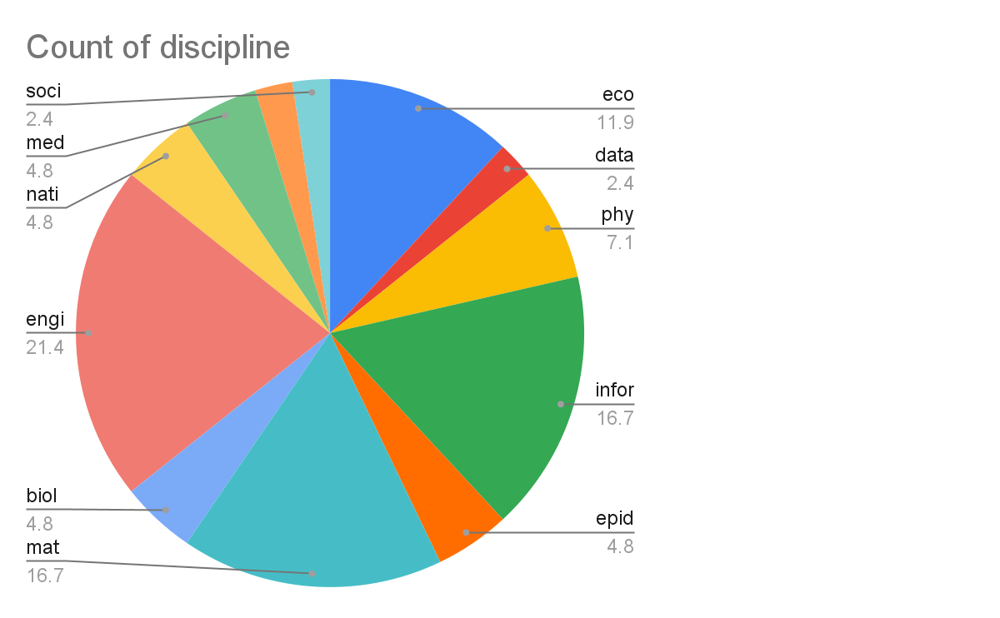 Count of discipline
soci
2.4
med
4.8
nati
4.8
engi
21.4
biol
4.8
mat
16.7
eco
11.9
data
2.4
phy
7.1
infor
16.7
epid
4.8